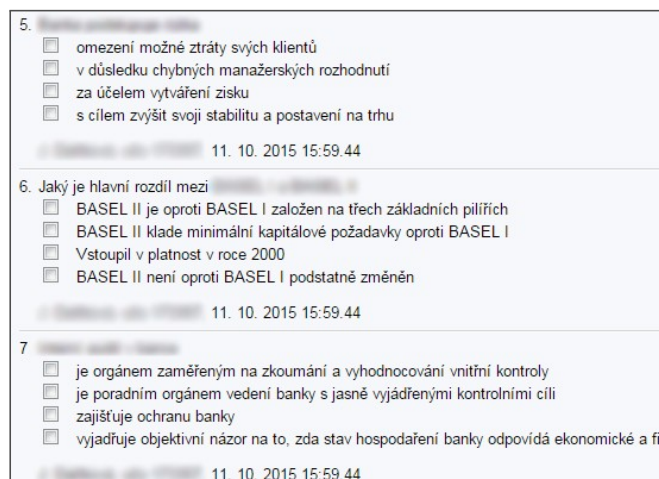 5.
omezení možné ztráty svých klientů
v důsledku chybných manažerských rozhodnutí
za účelem vytváření zisku
s cílem zvýšit svoji stabilitu a postavení na trhu
11. 10. 2015 15:59.44
6. Jaký je hlavní rozdíl mezi
BASEL II je oproti BASEL I založen na třech základních pilířích
BASEL II klade minimální kapitálové požadavky oproti BASEL I
Vstoupil v platnost v roce 2000
BASEL II není oproti BASEL I podstatně změněn
11. 10. 2015 15:59.44
7
je orgánem zaměřeným na zkoumání a vyhodnocování vnitřní kontroly
je poradním orgánem vedení banky s jasně vyjádřenými kontrolními cíli
zajišťuje ochranu banky
vyjadřuje objektivní názor na to, zda stav hospodaření banky odpovídá ekonomické a fi
11. 10. 2015 15:59.44